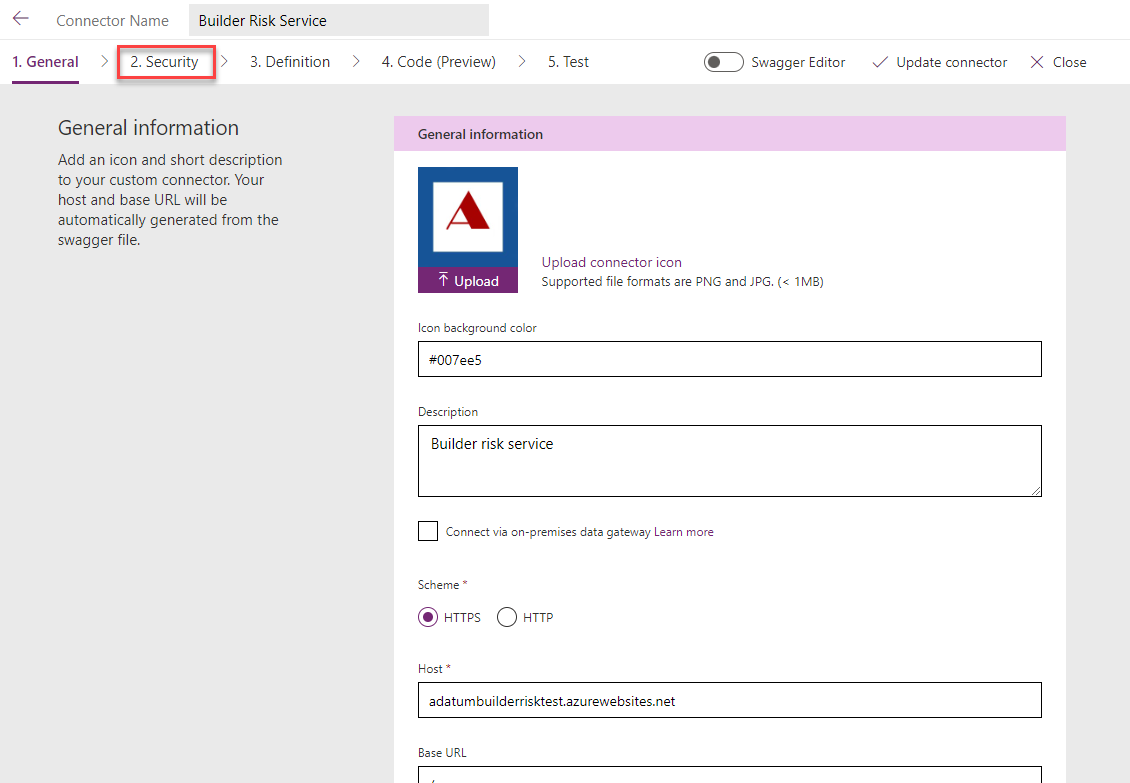 Connector Name
Builder Risk Service
1. General
2. Security
3. Definition
4. Code (Preview)
5. Test
Swagger Editor
Update connector
Close
General information
Add an icon and short description
to your custom connector. Your
host and base URL will be
automatically generated from the
swagger file.
General information
A
Upload
Upload connector icon
Supported file formats are PNG and JPG. (< 1MB)
Icon background color
#007ee5
Description
Builder risk service
Connect via on-premises data gateway Learn more
Scheme *
HTTPS
HTTP
Host *
adatumbuilderrisktest.azurewebsites.net
Base URL